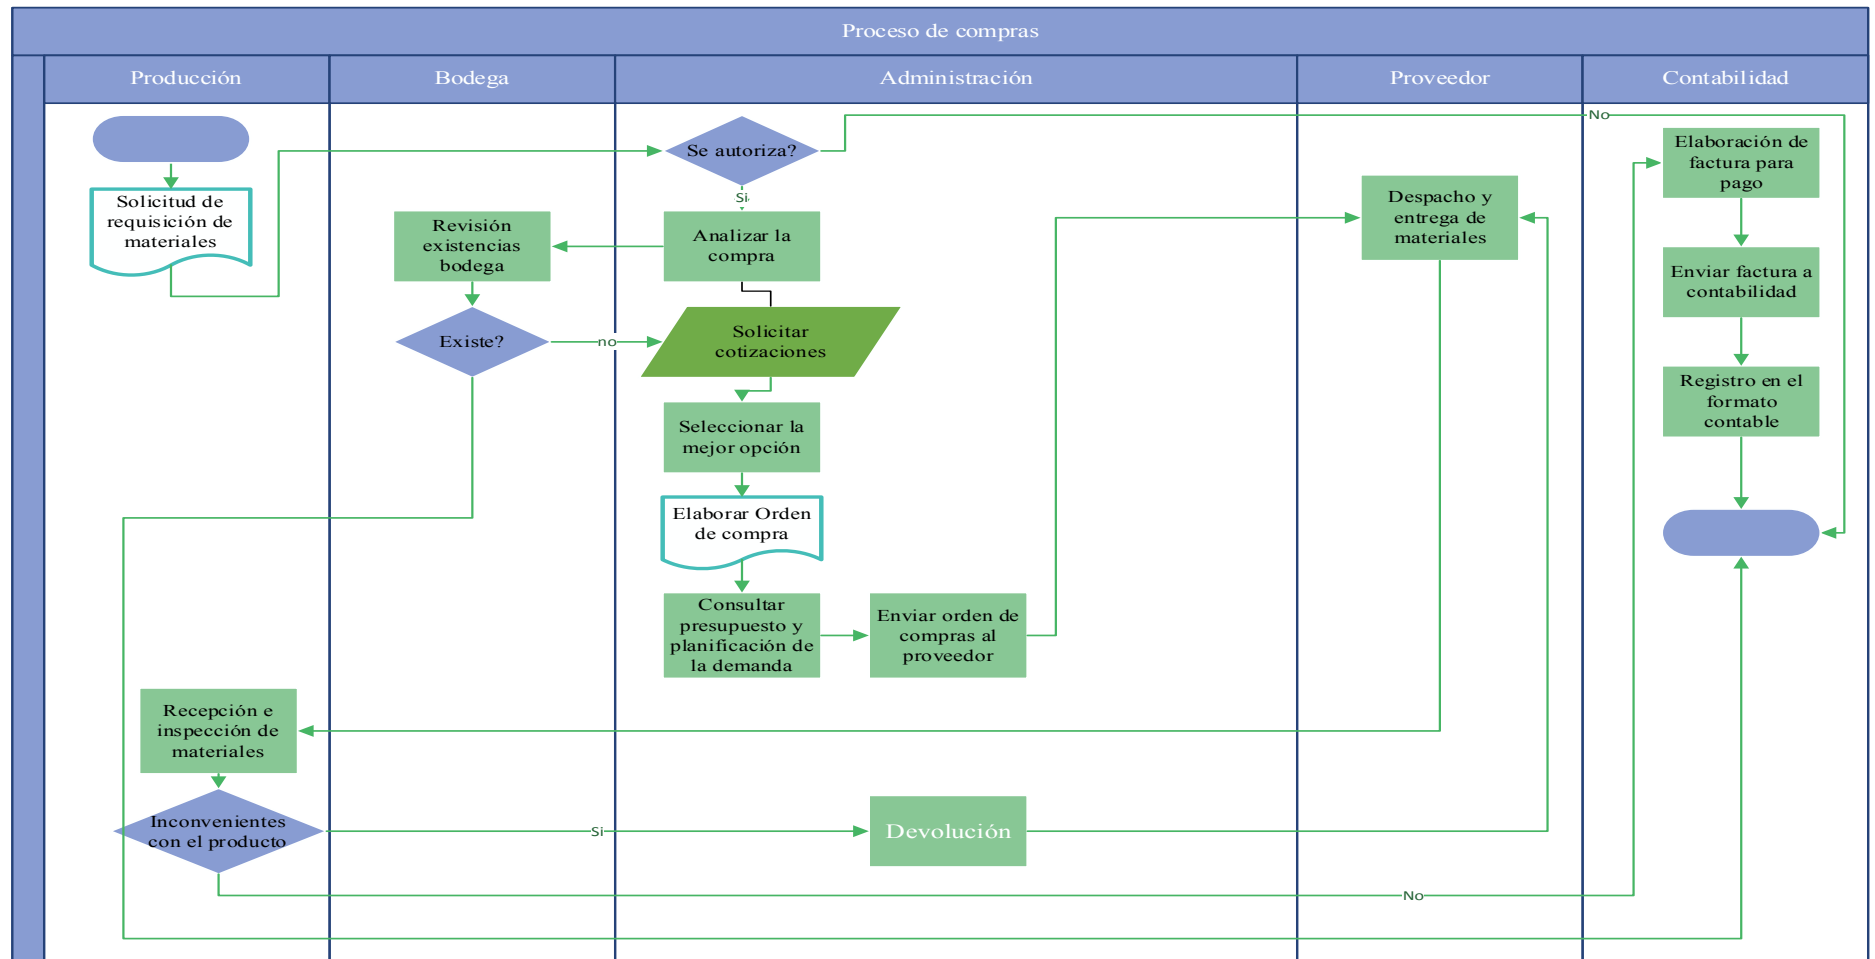 Proceso de compras
Producción
Bodega
Administración
Proveedor
Contabilidad
Solicitud de
requisición de
materiales
Se autoriza?
No
Si
Elaboración de
factura para
pago
Despacho y
entrega de
materiales
Revisión
existencias
bodega
Analizar la
compra
Enviar factura a
contabilidad
Existe?
no
Solicitar
cotizaciones
Registro en el
formato
contable
Seleccionar la
mejor opción
Elaborar Orden
de compra
Consultar
presupuesto y
planificación de
la demanda
Enviar orden de
compras al
proveedor
Recepción e
inspección de
materiales
Inconvenientes
con el producto
Si
Devolución
No